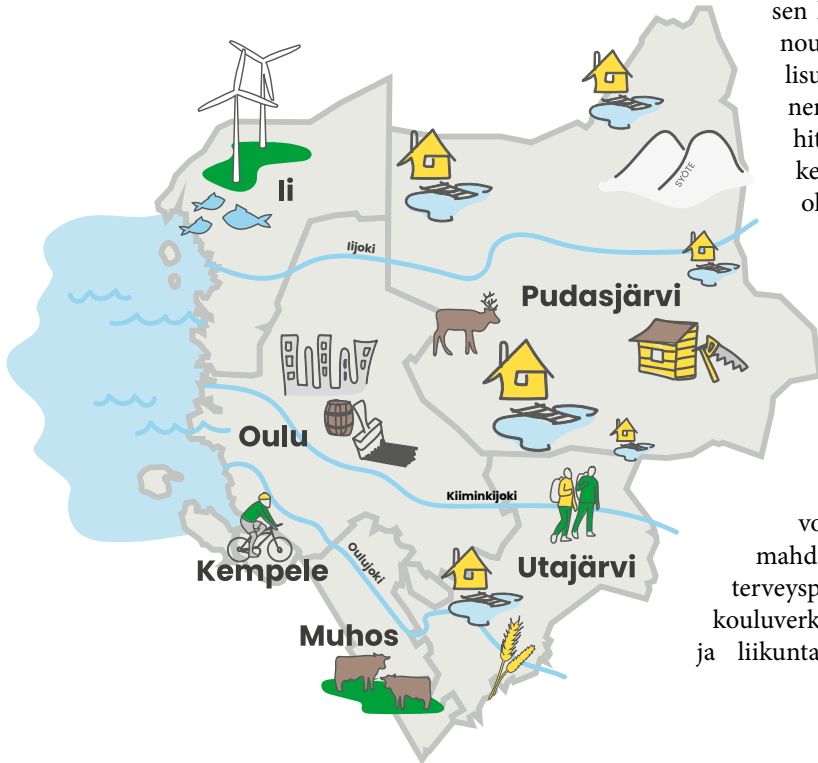 sen
nou
lisu
ner
hit
ke
ol
SYÖTE
Ii
Iijoki
Pudasjärvi
Oulu
Kiiminkijoki
Kempele
Oulujoki
Utajärvi
Muhos
vo
mahd
terveysp
kouluverk
ja liikunta